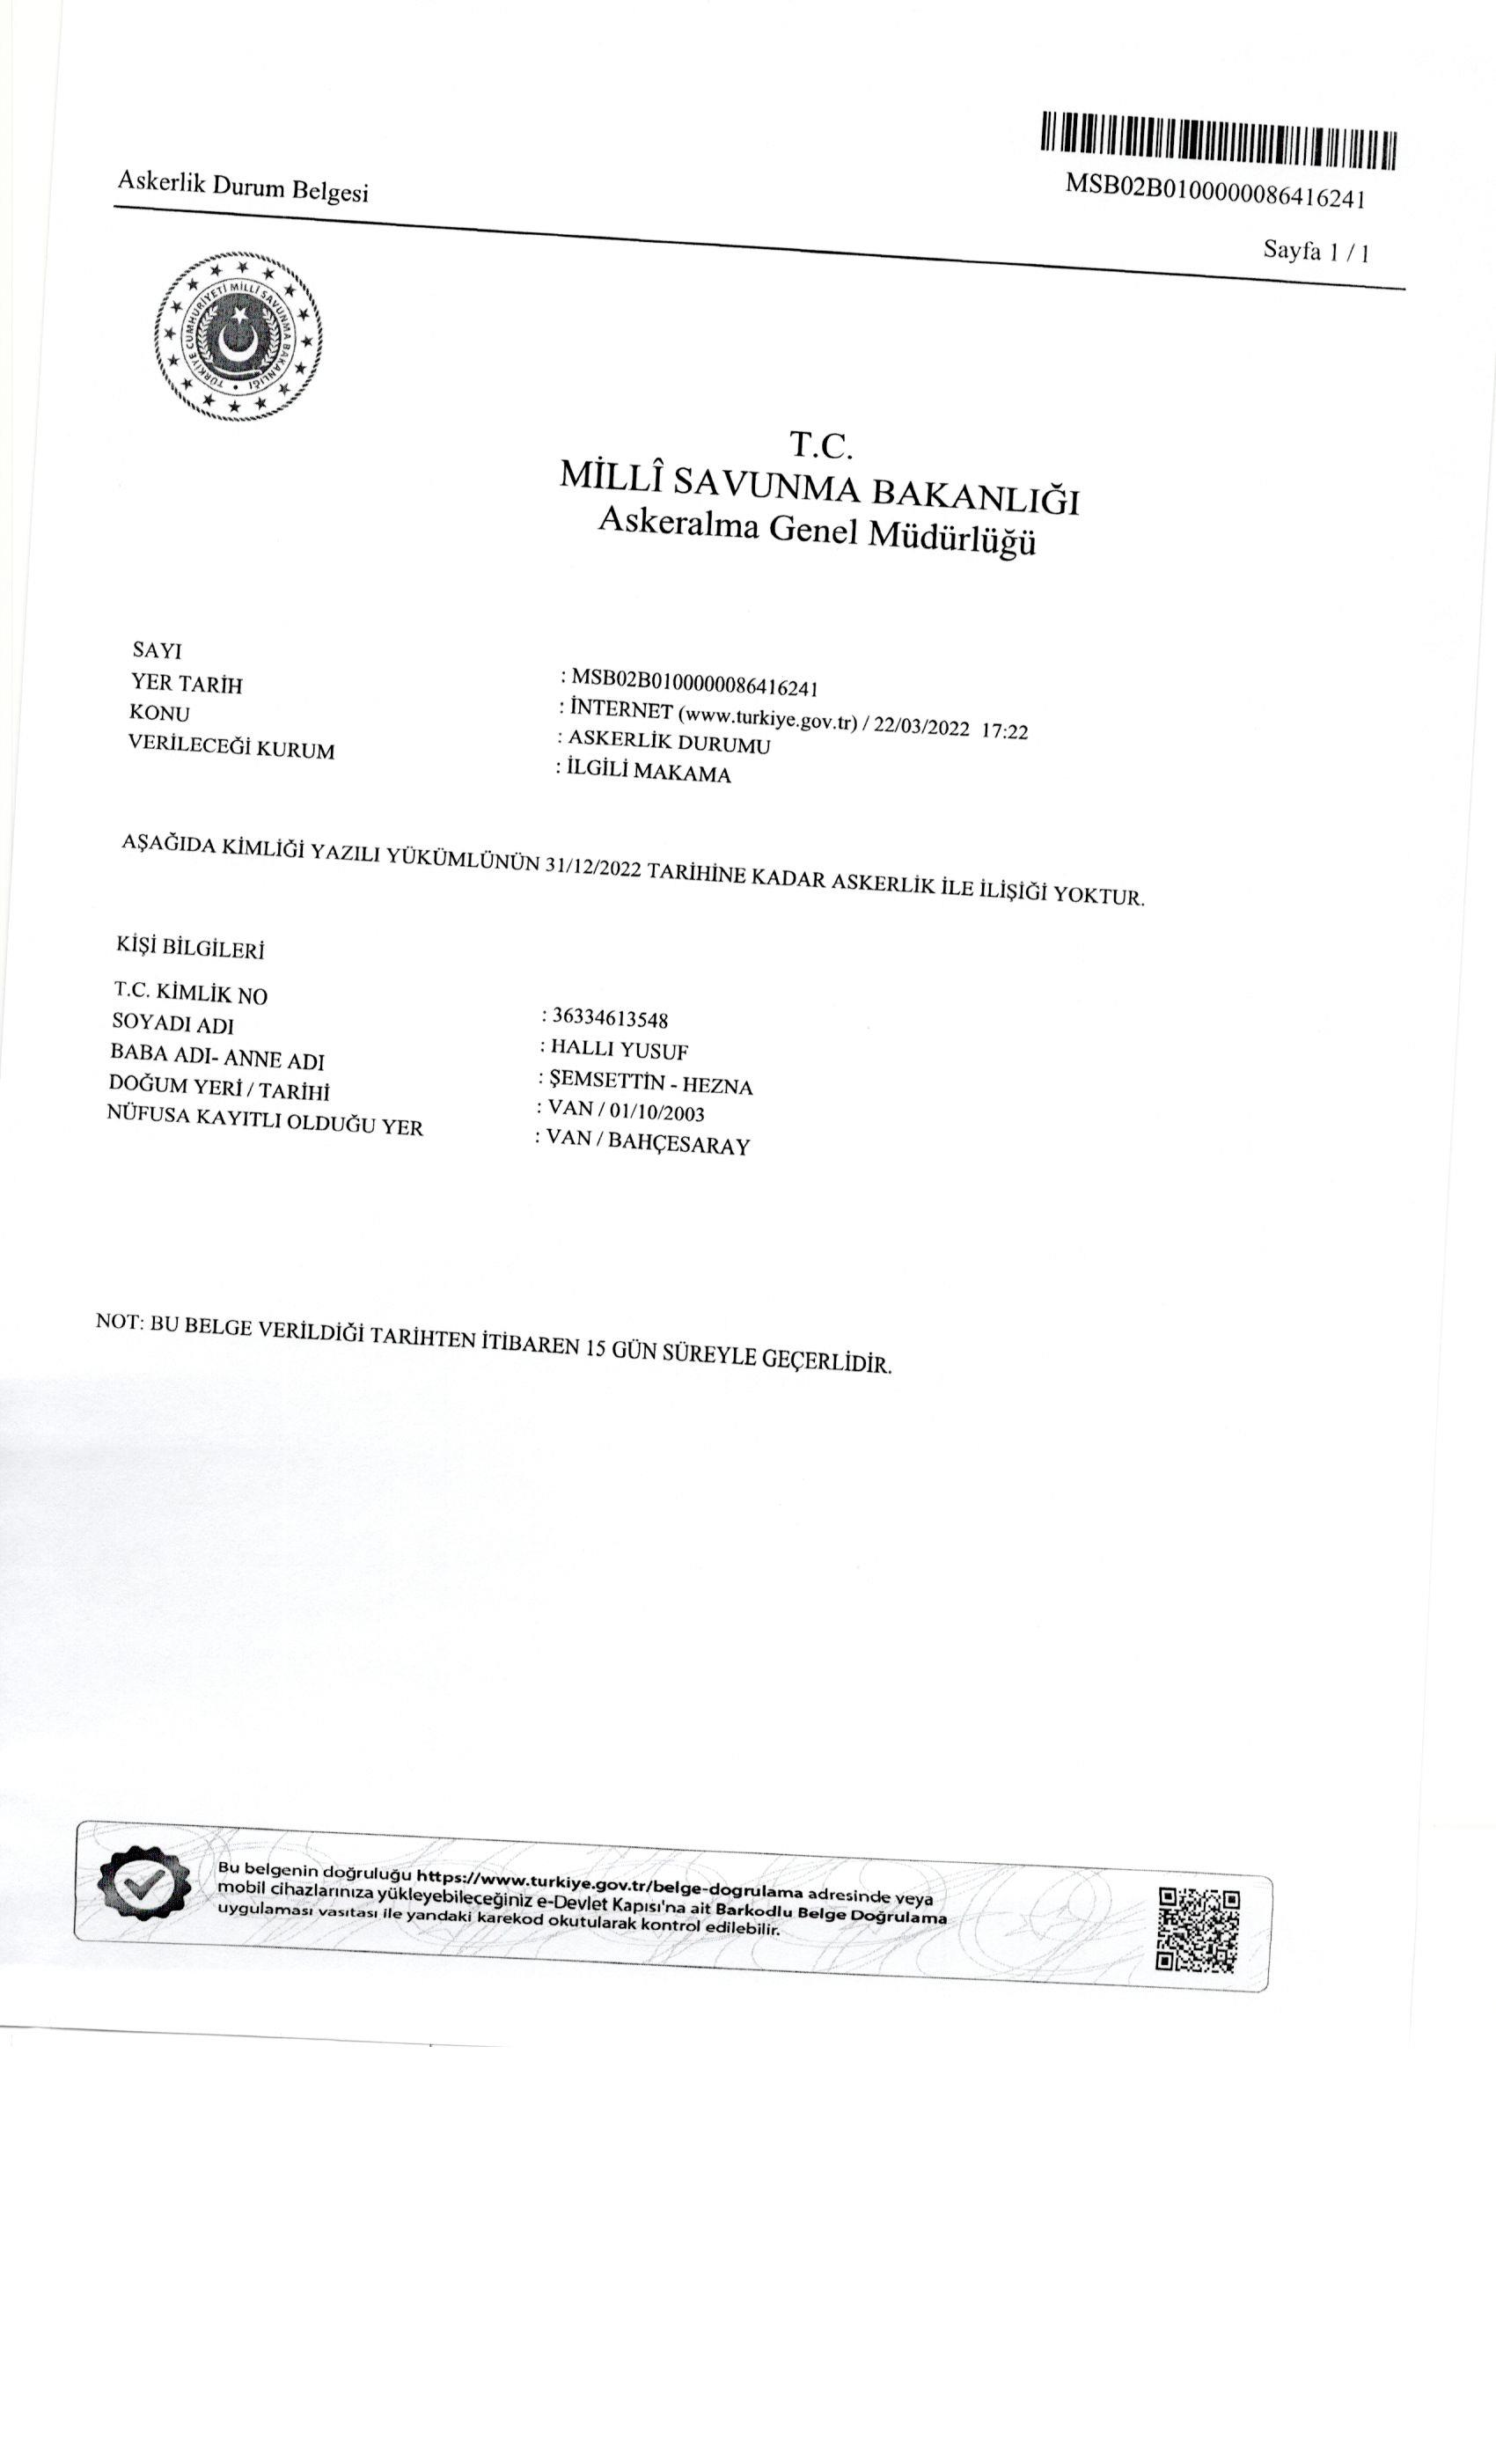 MSB02B0100000086416241
Askerlik Durum Belgesi
Sayfa 1 / 1
TÜRKİYE CUMHURİYETİ MİLLİ SAVUNMA BAKANLIĞI
T.C.
MİLLÎ SAVUNMA BAKANLIĞI
Askeralma Genel Müdürlüğü
SAYI : MSB02B0100000086416241
YER TARİH : İNTERNET (www.turkiye.gov.tr) / 22/03/2022 17:22
KONU : ASKERLİK DURUMU
VERİLECEĞİ KURUM : İLGİLİ MAKAMA
AŞAĞIDA KİMLİĞİ YAZILI YÜKÜMLÜNÜN 31/12/2022 TARİHİNE KADAR ASKERLİK İLE İLİŞİĞİ YOKTUR.
KİŞİ BİLGİLERİ
T.C. KİMLİK NO : 36334613548
SOYADI ADI : HALLI YUSUF
BABA ADI- ANNE ADI : ŞEMSETTİN - HEZNA
DOĞUM YERİ / TARİHİ : VAN / 01/10/2003
NÜFUSA KAYITLI OLDUĞU YER : VAN / BAHÇESARAY
NOT: BU BELGE VERİLDİĞİ TARİHTEN İTİBAREN 15 GÜN SÜREYLE GEÇERLİDİR.
Bu belgenin doğruluğu https://www.turkiye.gov.tr/belge-dogrulama adresinde veya
mobil cihazlarınıza yükleyebileceğiniz e-Devlet Kapısı'na ait Barkodlu Belge Doğrulama
uygulaması vasıtası ile yandaki karekod okutularak kontrol edilebilir.